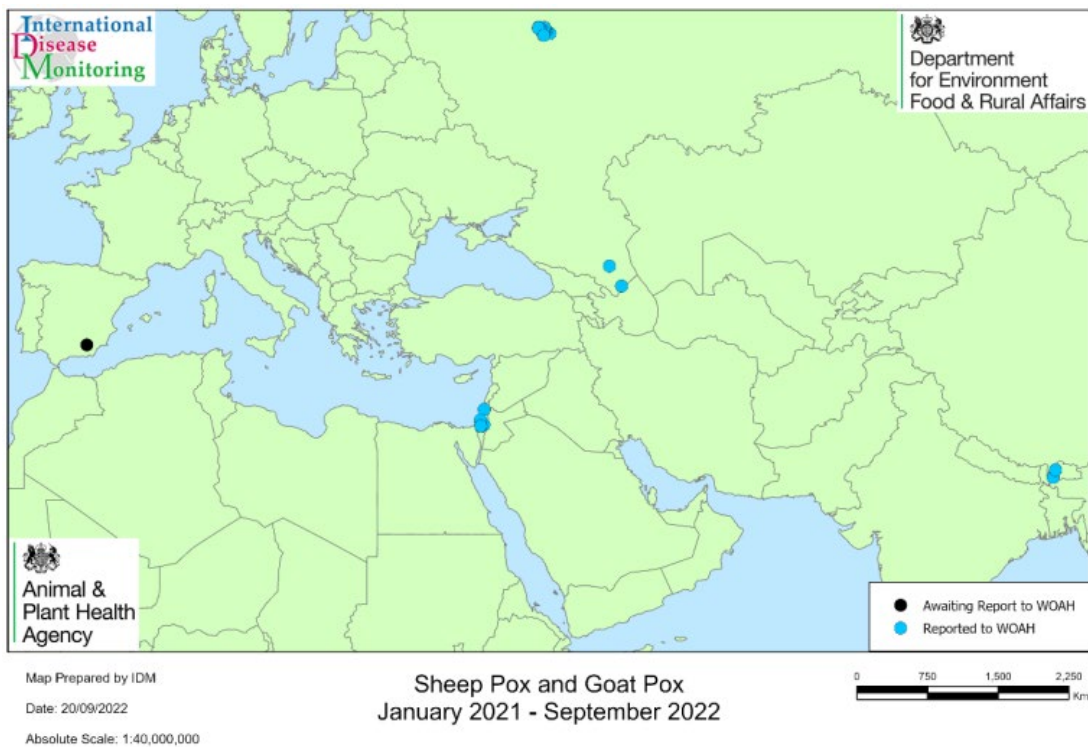 International
Disease
Monitoring
Department
for Environment
Food & Rural Affairs
Animal &
Plant Health
Agency
Awaiting Report to WOAH
Reported to WOAH
Map Prepared by IDM
Date: 20/09/2022
Absolute Scale: 1:40,000,000
Sheep Pox and Goat Pox
January 2021 - September 2022
0 750 1,500 2,250
Km